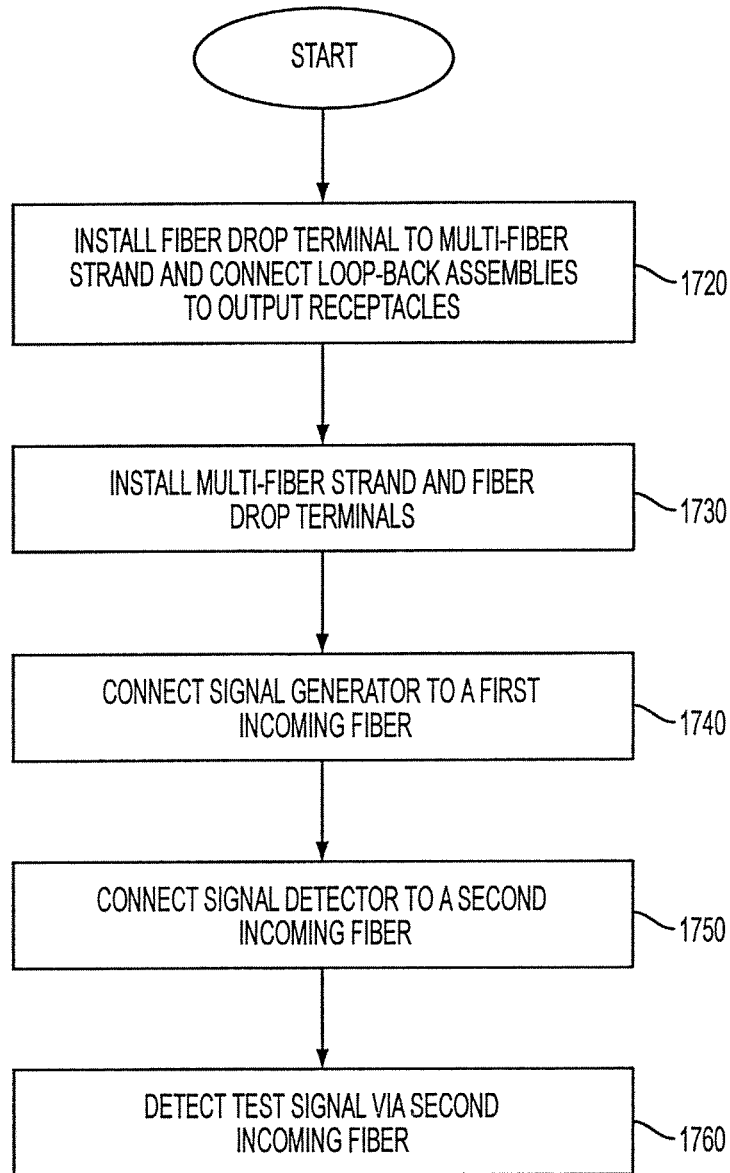 START
INSTALL FIBER DROP TERMINAL TO MULTI-FIBER
STRAND AND CONNECT LOOP-BACK ASSEMBLIES
TO OUTPUT RECEPTACLES
1720
INSTALL MULTI-FIBER STRAND AND FIBER
DROP TERMINALS
1730
CONNECT SIGNAL GENERATOR TO A FIRST
INCOMING FIBER
1740
CONNECT SIGNAL DETECTOR TO A SECOND
INCOMING FIBER
1750
DETECT TEST SIGNAL VIA SECOND
INCOMING FIBER
1760